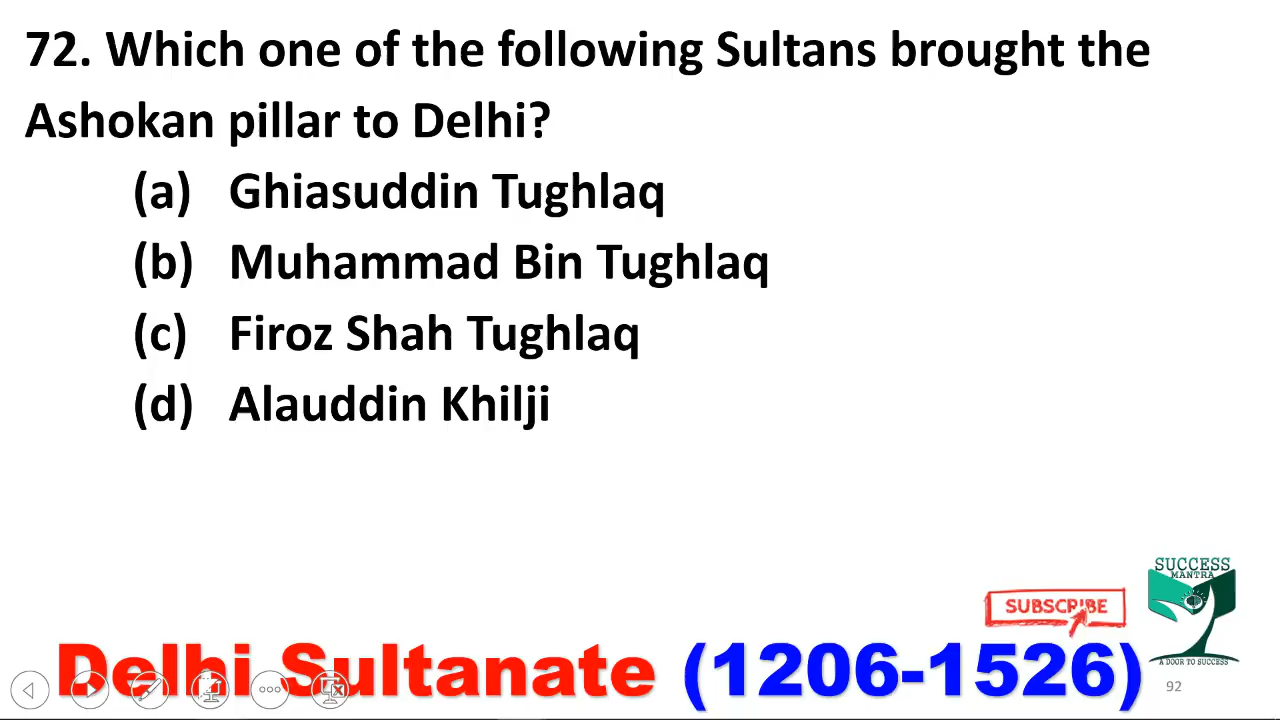 72. Which one of the following Sultans brought the
Ashokan pillar to Delhi?
(a) Ghiasuddin Tughlaq
(b) Muhammad Bin Tughlaq
(c) Firoz Shah Tughlaq
(d) Alauddin Khilji
SUCCESS
MANTRA
SUBSCRIBE
A DOOR TO SUCCESS
Delhi Sultanate (1206-1526)
92